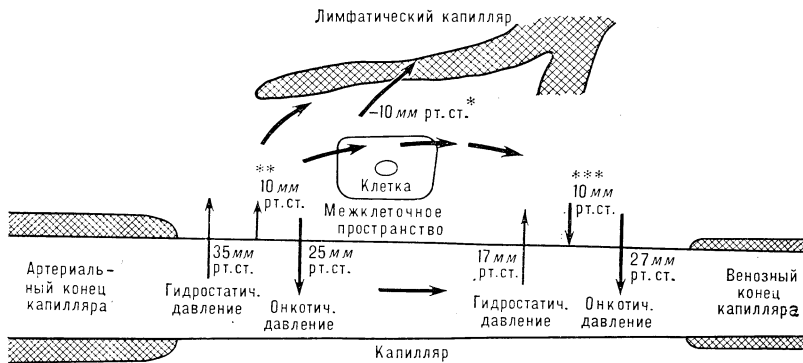 Лимфатический капилляр
–10 мм рт.ст.*
**
10 мм
рт.ст.
Клетка
Межклеточное
пространство
***
10 мм
рт.ст.
Артериаль-
ный конец
капилляра
35 мм
рт.ст.
Гидростатич.
давление
25 мм
рт.ст.
Онкотич.
давление
17 мм
рт.ст.
Гидростатич.
давление
27 мм
рт.ст.
Онкотич.
давление
Венозный
конец
капилляра
Капилляр